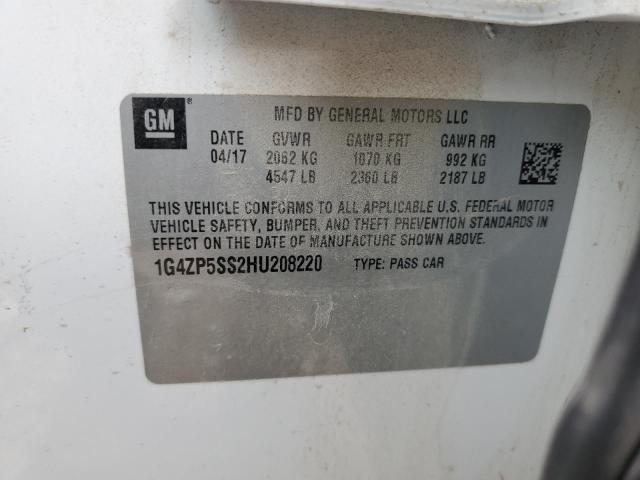 GM®
MFD BY GENERAL MOTORS LLC
DATE GVWR GAWR FRT GAWR RR
04/17 2062 KG 1070 KG 992 KG
4547 LB 2360 LB 2187 LB
THIS VEHICLE CONFORMS TO ALL APPLICABLE U.S. FEDERAL MOTOR
VEHICLE SAFETY, BUMPER, AND THEFT PREVENTION STANDARDS IN
EFFECT ON THE DATE OF MANUFACTURE SHOWN ABOVE.
1G4ZP5SS2HU208220 TYPE: PASS CAR